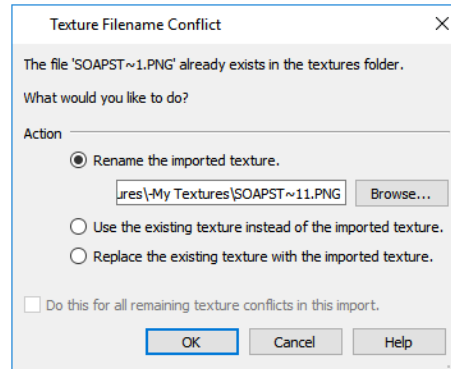 Texture Filename Conflict
The file 'SOAPST~1.PNG' already exists in the textures folder.
What would you like to do?
Action
Rename the imported texture.
ures\-My Textures\SOAPST~11.PNG
Browse...
Use the existing texture instead of the imported texture.
Replace the existing texture with the imported texture.
Do this for all remaining texture conflicts in this import.
OK
Cancel
Help